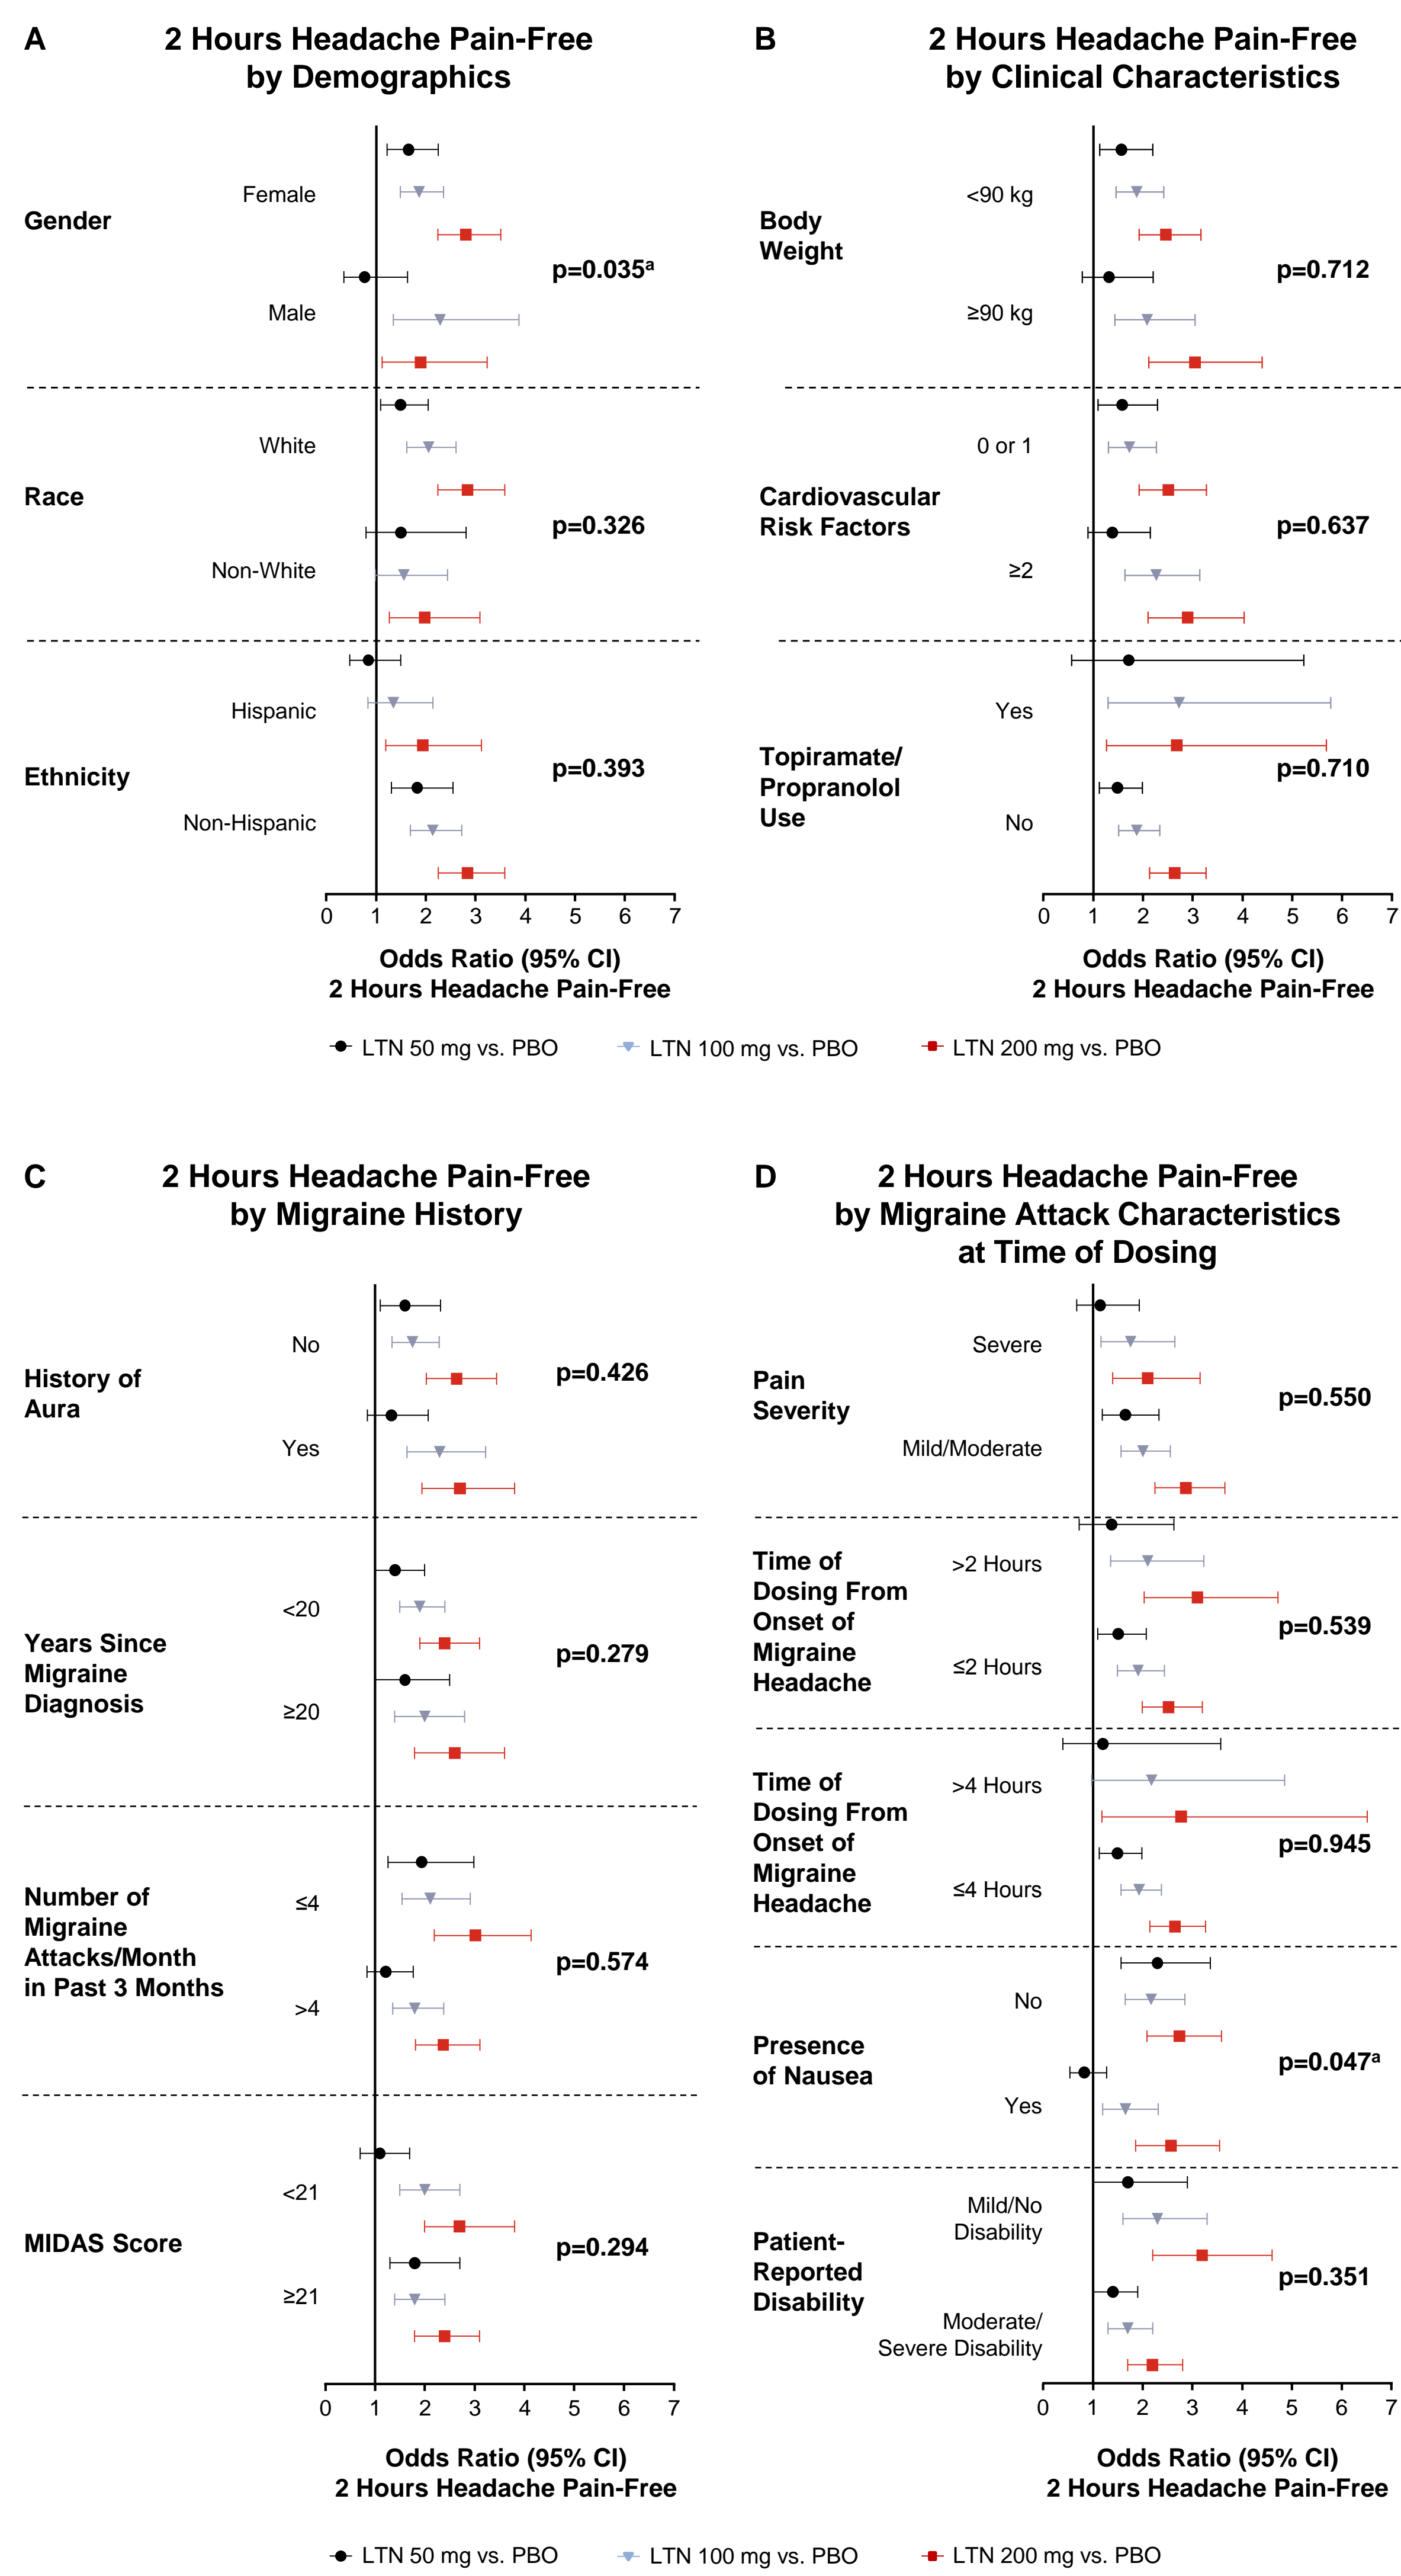 A
2 Hours Headache Pain-Free
by Demographics
Gender
Female
Male
p=0.035ᵃ
Race
White
Non-White
p=0.326
Ethnicity
Hispanic
Non-Hispanic
p=0.393
0 1 2 3 4 5 6 7
Odds Ratio (95% CI)
2 Hours Headache Pain-Free
B
2 Hours Headache Pain-Free
by Clinical Characteristics
Body
Weight
<90 kg
≥90 kg
p=0.712
Cardiovascular
Risk Factors
0 or 1
≥2
p=0.637
Topiramate/
Propranolol
Use
Yes
No
p=0.710
0 1 2 3 4 5 6 7
Odds Ratio (95% CI)
2 Hours Headache Pain-Free
LTN 50 mg vs. PBO LTN 100 mg vs. PBO LTN 200 mg vs. PBO
C
2 Hours Headache Pain-Free
by Migraine History
History of
Aura
No
Yes
p=0.426
Years Since
Migraine
Diagnosis
<20
≥20
p=0.279
Number of
Migraine
Attacks/Month
in Past 3 Months
≤4
>4
p=0.574
MIDAS Score
<21
≥21
p=0.294
0 1 2 3 4 5 6 7
Odds Ratio (95% CI)
2 Hours Headache Pain-Free
D
2 Hours Headache Pain-Free
by Migraine Attack Characteristics
at Time of Dosing
Pain
Severity
Severe
Mild/Moderate
p=0.550
Time of
Dosing From
Onset of
Migraine
Headache
>2 Hours
≤2 Hours
p=0.539
Time of
Dosing From
Onset of
Migraine
Headache
>4 Hours
≤4 Hours
p=0.945
Presence
of Nausea
No
Yes
p=0.047ᵃ
Patient-
Reported
Disability
Mild/No
Disability
Moderate/
Severe Disability
p=0.351
0 1 2 3 4 5 6 7
Odds Ratio (95% CI)
2 Hours Headache Pain-Free
LTN 50 mg vs. PBO LTN 100 mg vs. PBO LTN 200 mg vs. PBO